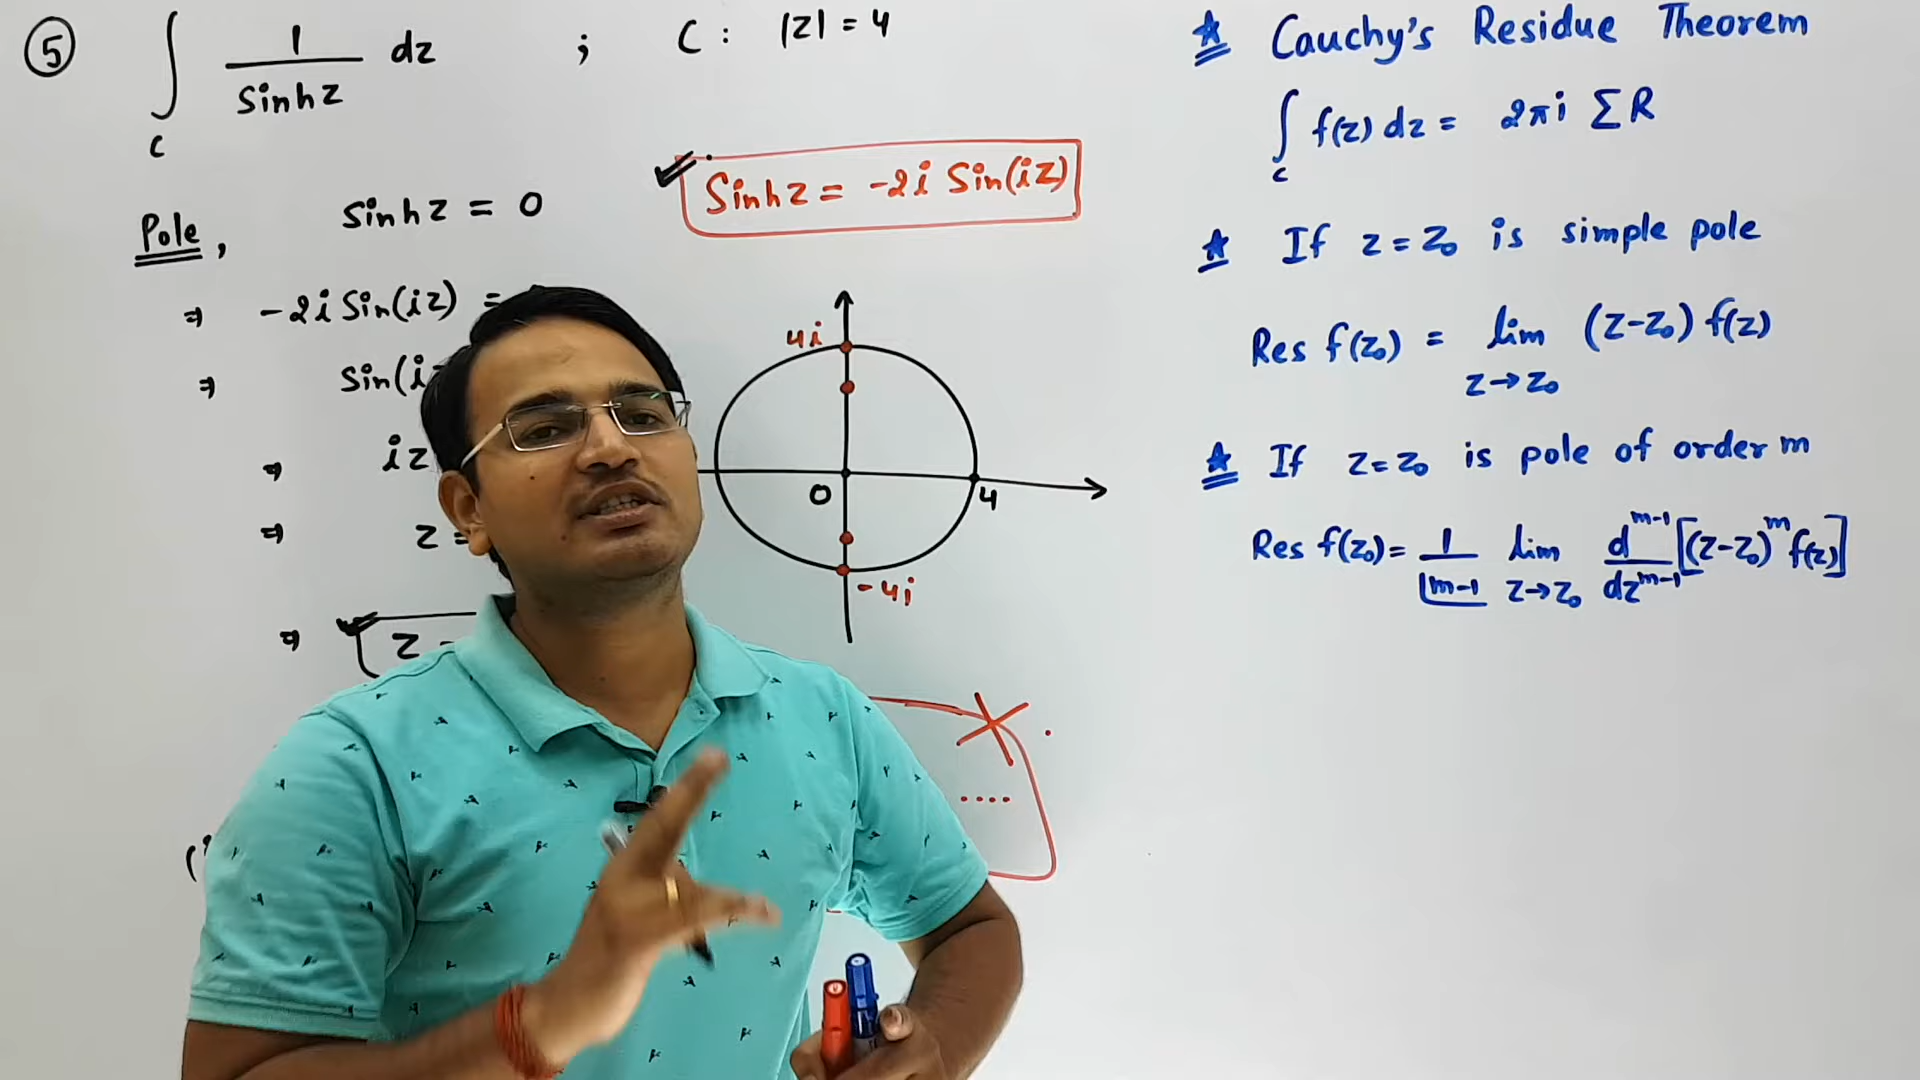 ⑤ ∫ 1/sinhz dz ; C : |z| = 4
C
Pole, sinhz = 0
Sinhz = -2i Sin(iz)
⇒ -2i Sin(iz) =
⇒ Sin(i
⇒ iz
⇒ z =
⇒ z
4i
0
4
-4i
....
★ Cauchy's Residue Theorem
∫ f(z) dz = 2πi ΣR
c
★ If z = z₀ is simple pole
Res f(z₀) = lim (z-z₀) f(z)
z→z₀
★ If z=z₀ is pole of order m
Res f(z₀) = 1/|m-1 lim z→z₀ d^m-1/dz^m-1 [(z-z₀)^m f(z)]